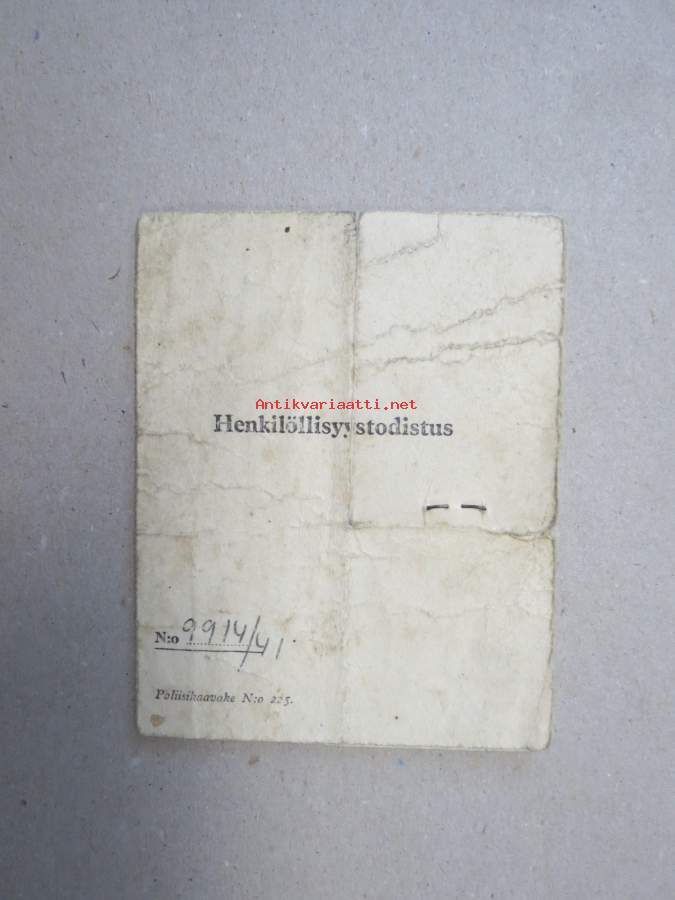 Antikvariaatti.net
Henkilöllisyystodistus
N:o 9914/41
Poliisikaavake N:o 225.